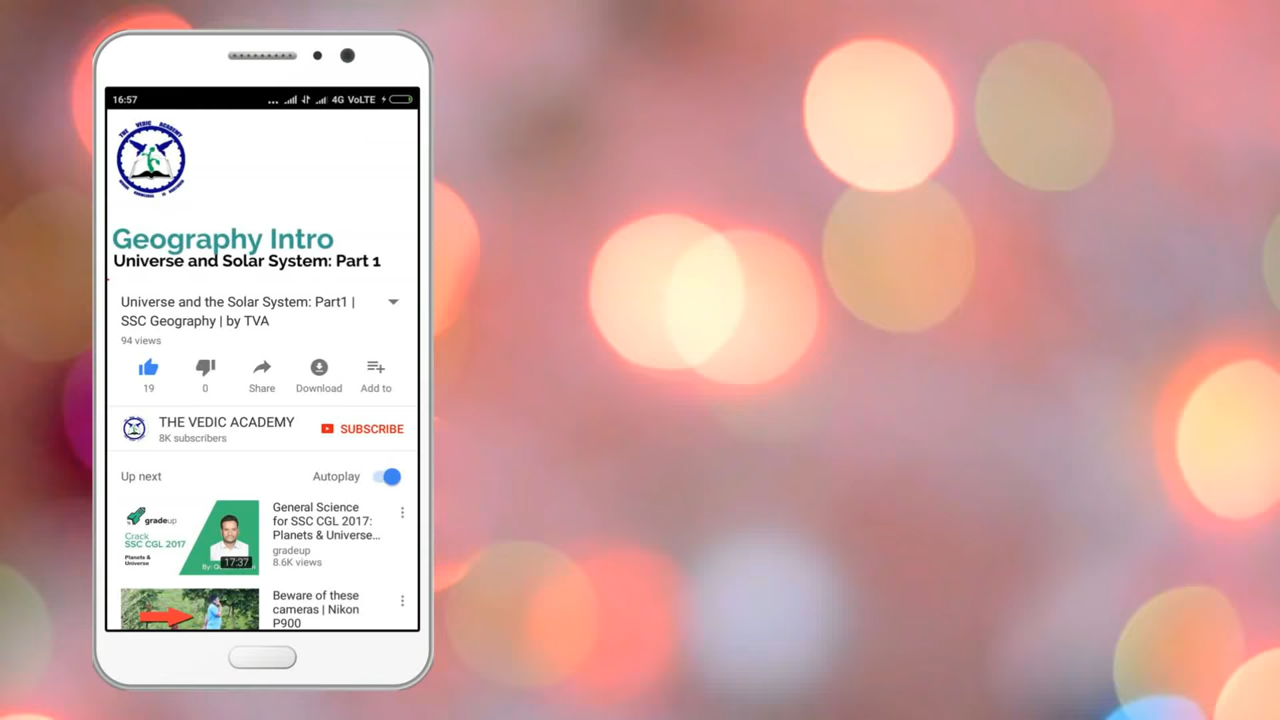 16:57
... 4G VoLTE
THE VEDIC ACADEMY
Geography Intro
Universe and Solar System: Part 1
Universe and the Solar System: Part1 |
SSC Geography | by TVA
94 views
19
0
Share
Download
Add to
THE VEDIC ACADEMY
8K subscribers
SUBSCRIBE
Up next
Autoplay
gradeup
Crack
SSC CGL 2017
Planets &
Universe
17:37
General Science
for SSC CGL 2017:
Planets & Universe...
gradeup
8.6K views
Beware of these
cameras | Nikon
P900